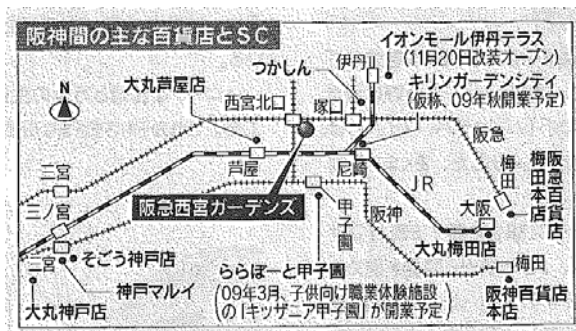 阪神間の主な百貨店とSC
イオンモール伊丹テラス
(11月20日改装オープン)
伊丹
つかしん
キリンガーデンシティ
(仮称、09年秋開業予定)
N
大丸芦屋店
西宮北口
塚口
阪急
三宮
芦屋
尼崎
梅田
阪急百貨店
梅田本店
三ノ宮
阪急西宮ガーデンズ
甲子園
JR
阪神
大阪
大丸梅田店
三宮
そごう神戸店
神戸マルイ
大丸神戸店
ららぽーと甲子園
(09年3月、子供向け職業体験施設
の「キッザニア甲子園」が開業予定)
梅田
阪神百貨店
本店